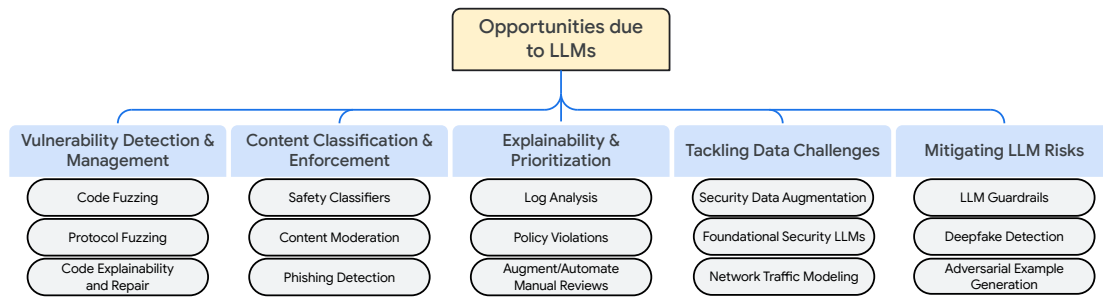 Opportunities due
to LLMs
Vulnerability Detection &
Management
Code Fuzzing
Protocol Fuzzing
Code Explainability
and Repair
Content Classification &
Enforcement
Safety Classifiers
Content Moderation
Phishing Detection
Explainability &
Prioritization
Log Analysis
Policy Violations
Augment/Automate
Manual Reviews
Tackling Data Challenges
Security Data Augmentation
Foundational Security LLMs
Network Traffic Modeling
Mitigating LLM Risks
LLM Guardrails
Deepfake Detection
Adversarial Example
Generation